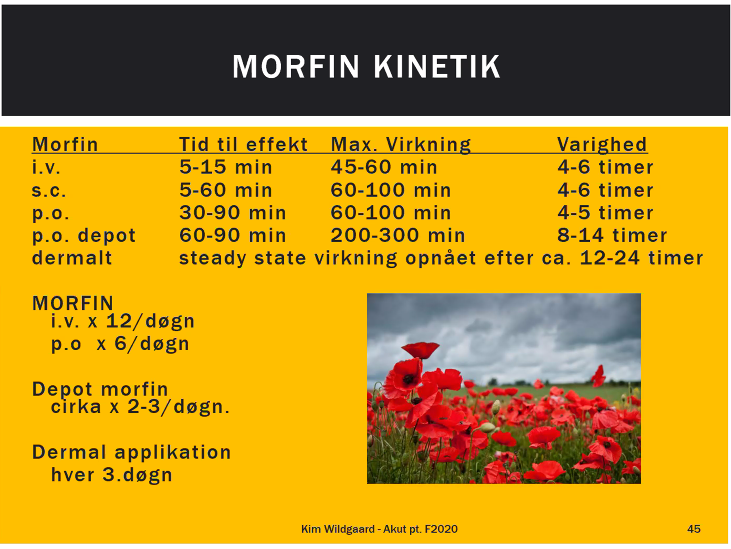 MORFIN KINETIK
Morfin Tid til effekt Max. Virkning Varighed
i.v. 5-15 min 45-60 min 4-6 timer
s.c. 5-60 min 60-100 min 4-6 timer
p.o. 30-90 min 60-100 min 4-5 timer
p.o. depot 60-90 min 200-300 min 8-14 timer
dermalt steady state virkning opnået efter ca. 12-24 timer
MORFIN
i.v. x 12/døgn
p.o x 6/døgn
Depot morfin
cirka x 2-3/døgn.
Dermal applikation
hver 3.døgn
Kim Wildgaard - Akut pt. F2020 45